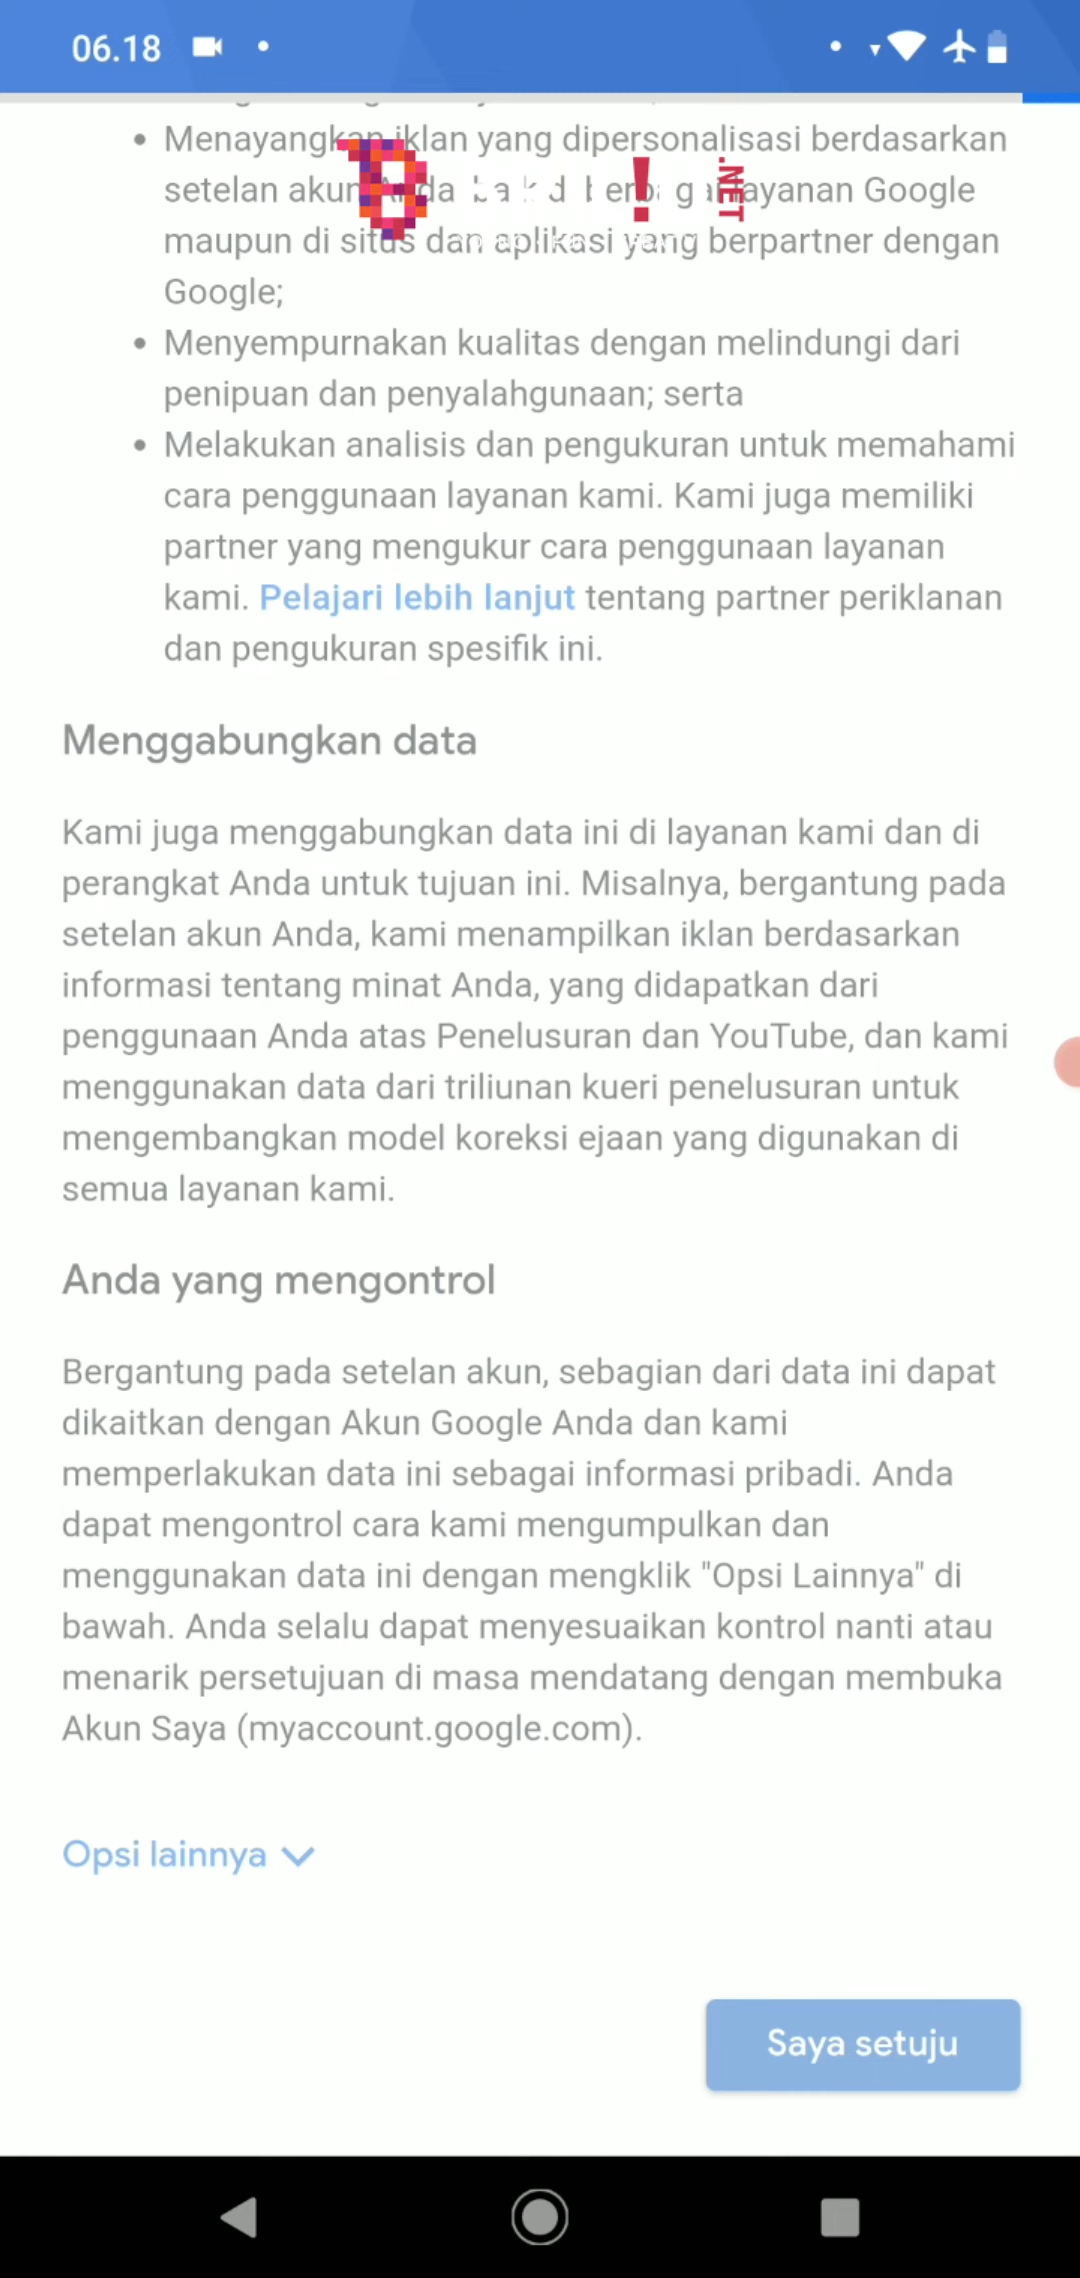 06.18
Menayangkan iklan yang dipersonalisasi berdasarkan
setelan akun Anda baik di berbagai layanan Google
maupun di situs dan aplikasi yang berpartner dengan
Google;
.NET
Menyempurnakan kualitas dengan melindungi dari
penipuan dan penyalahgunaan; serta
Melakukan analisis dan pengukuran untuk memahami
cara penggunaan layanan kami. Kami juga memiliki
partner yang mengukur cara penggunaan layanan
kami. Pelajari lebih lanjut tentang partner periklanan
dan pengukuran spesifik ini.
Menggabungkan data
Kami juga menggabungkan data ini di layanan kami dan di
perangkat Anda untuk tujuan ini. Misalnya, bergantung pada
setelan akun Anda, kami menampilkan iklan berdasarkan
informasi tentang minat Anda, yang didapatkan dari
penggunaan Anda atas Penelusuran dan YouTube, dan kami
menggunakan data dari triliunan kueri penelusuran untuk
mengembangkan model koreksi ejaan yang digunakan di
semua layanan kami.
Anda yang mengontrol
Bergantung pada setelan akun, sebagian dari data ini dapat
dikaitkan dengan Akun Google Anda dan kami
memperlakukan data ini sebagai informasi pribadi. Anda
dapat mengontrol cara kami mengumpulkan dan
menggunakan data ini dengan mengklik "Opsi Lainnya" di
bawah. Anda selalu dapat menyesuaikan kontrol nanti atau
menarik persetujuan di masa mendatang dengan membuka
Akun Saya (myaccount.google.com).
Opsi lainnya
Saya setuju